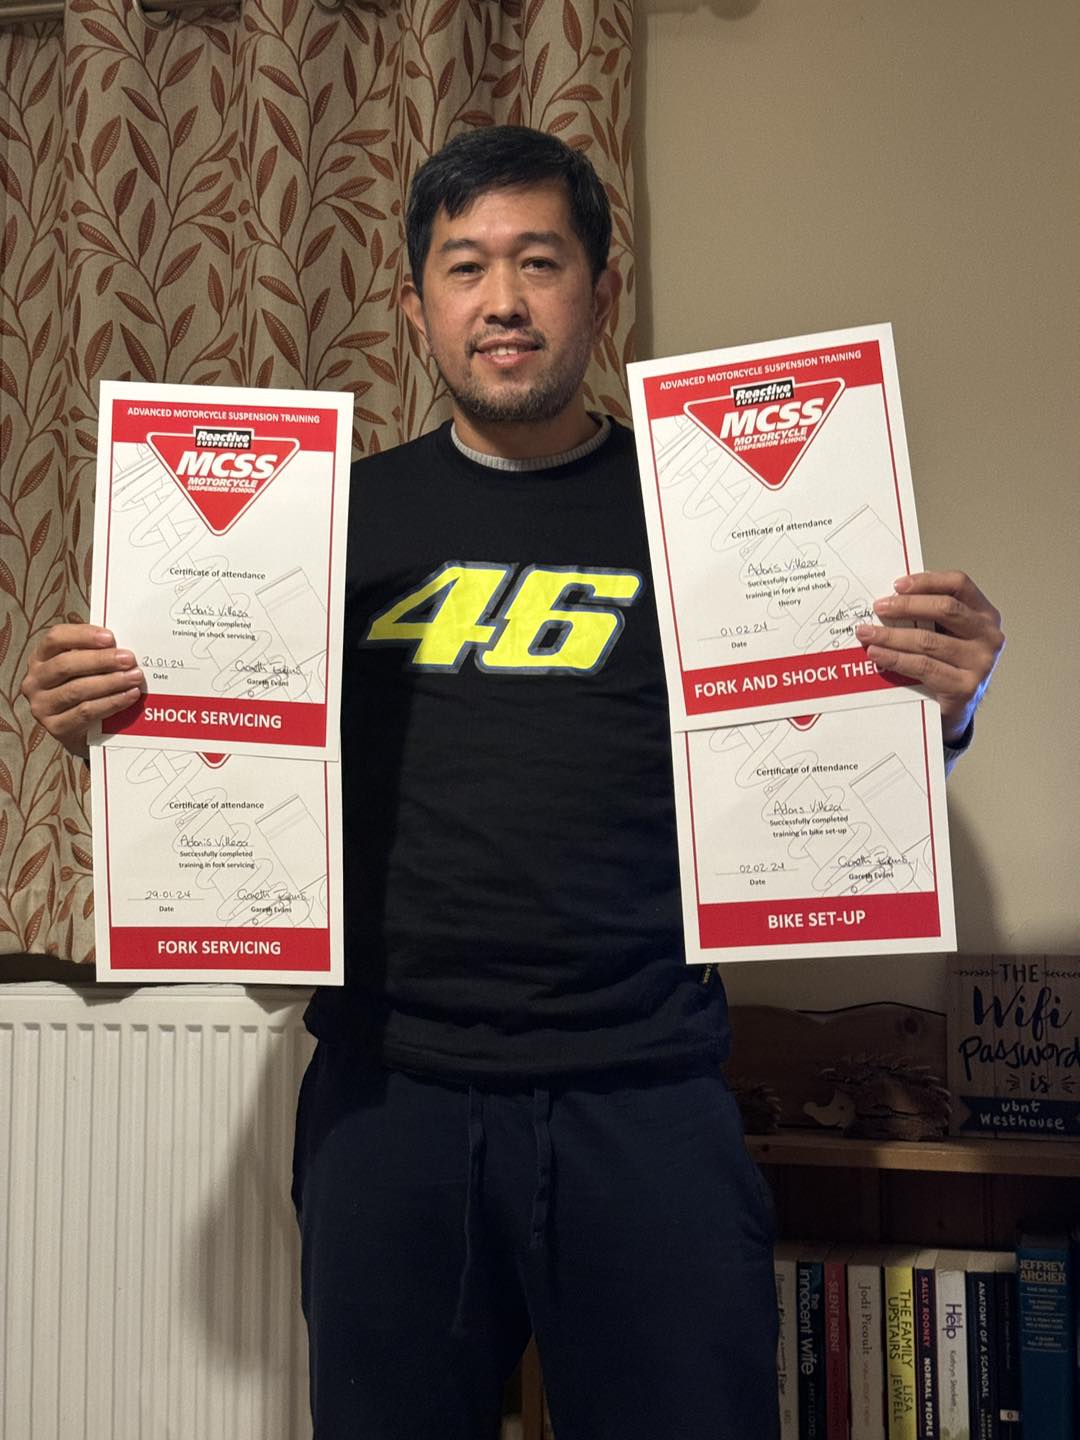 ADVANCED MOTORCYCLE SUSPENSION TRAINING
Reactive
SUSPENSION
MCSS
MOTORCYCLE
SUSPENSION SCHOOL
Certificate of attendance
Adonis Villeza
Successfully completed
training in shock servicing
31.01.24
Date
Gareth Evans
SHOCK SERVICING
Certificate of attendance
Adonis Villeza
Successfully completed
training in fork servicing
29.01.24
Gareth Evans
Date
Gareth Evans
FORK SERVICING
46
ADVANCED MOTORCYCLE SUSPENSION TRAINING
Reactive
SUSPENSION
MCSS
MOTORCYCLE
SUSPENSION SCHOOL
Certificate of attendance
Adonis Villeza
Successfully completed
training in fork and shock
theory
01.02.24
Gareth
Date
FORK AND SHOCK THEO
Certificate of attendance
Adonis Villeza
Successfully completed
training in bike set-up
02.02.24
Gareth Evans
Date
Gareth Evans
BIKE SET-UP
THE
Wifi
Password
is
ubnt
Westhouse
the innocent wife
AMY LLOYD
THE SILENT PATIENT
Jodi Picoult
THE FAMILY UPSTAIRS
LISA JEWELL
SALLY ROONEY
NORMAL PEOPLE
The Help
Kathryn Stockett
ANATOMY OF A SCANDAL
SARAH
JEFFREY
ARCHER